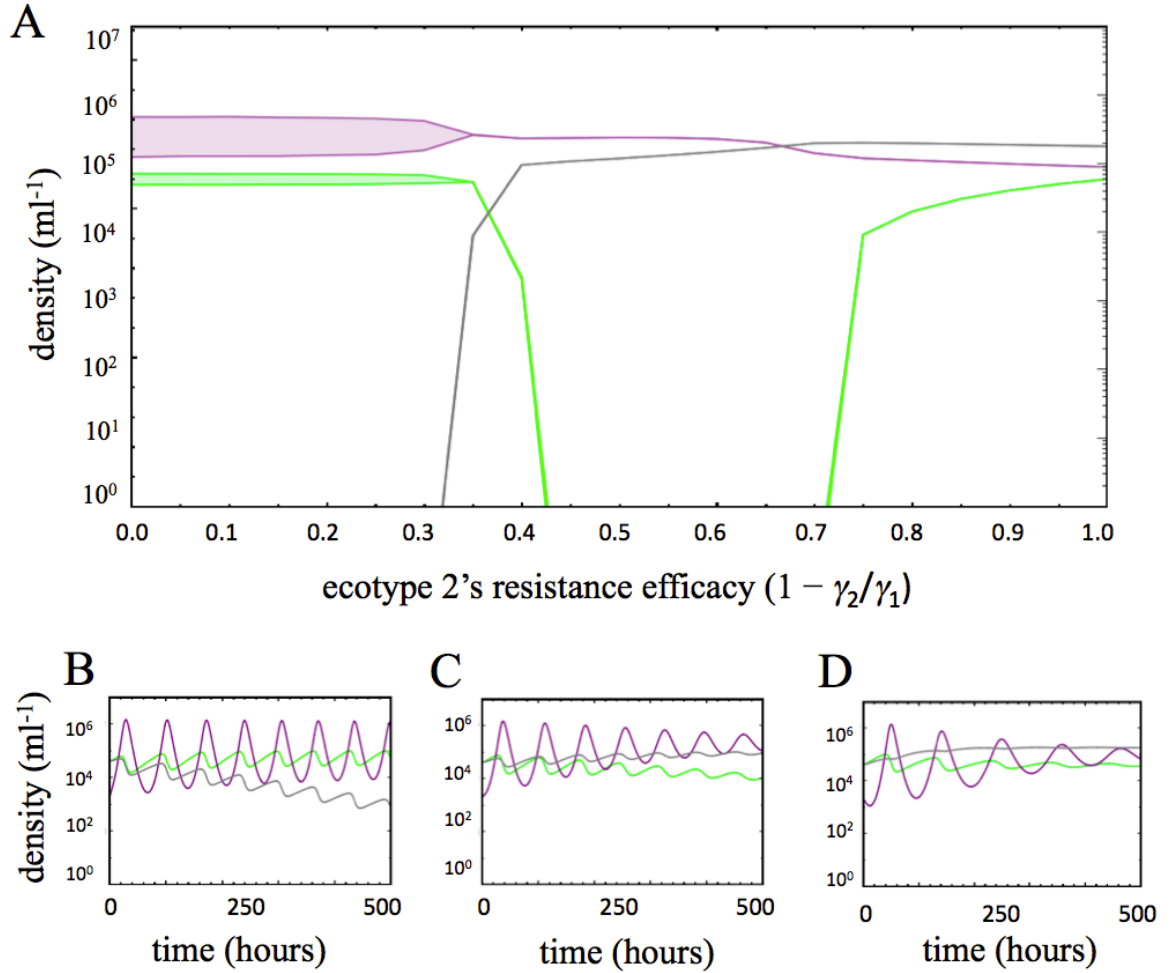 A
10⁷
10⁶
10⁵
10⁴
10³
10²
10¹
10⁰
density (ml⁻¹)
0.0 0.1 0.2 0.3 0.4 0.5 0.6 0.7 0.8 0.9 1.0
ecotype 2's resistance efficacy (1 − γ₂/γ₁)
B
C
D
density (ml⁻¹)
10⁶
10⁴
10²
10⁰
0 250 500
time (hours)
10⁶
10⁴
10²
10⁰
0 250 500
time (hours)
10⁶
10⁴
10²
10⁰
0 250 500
time (hours)